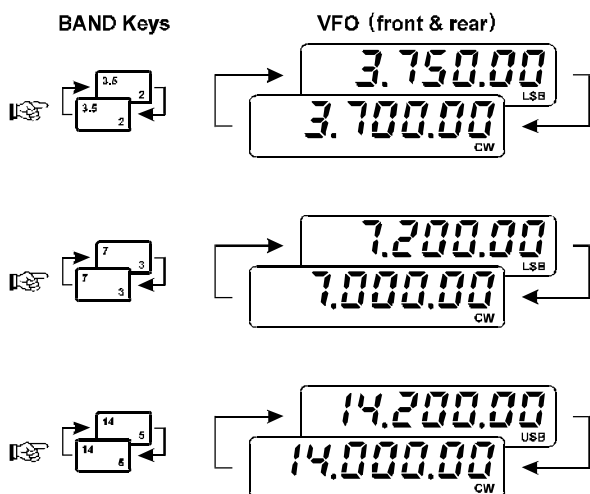 BAND Keys
VFO (front & rear)
3.5
2
3.5
2
3.750.00
LSB
3.700.00
CW
7
3
7
3
7.200.00
LSB
7.000.00
CW
14
5
14
5
14.200.00
USB
14.000.00
CW